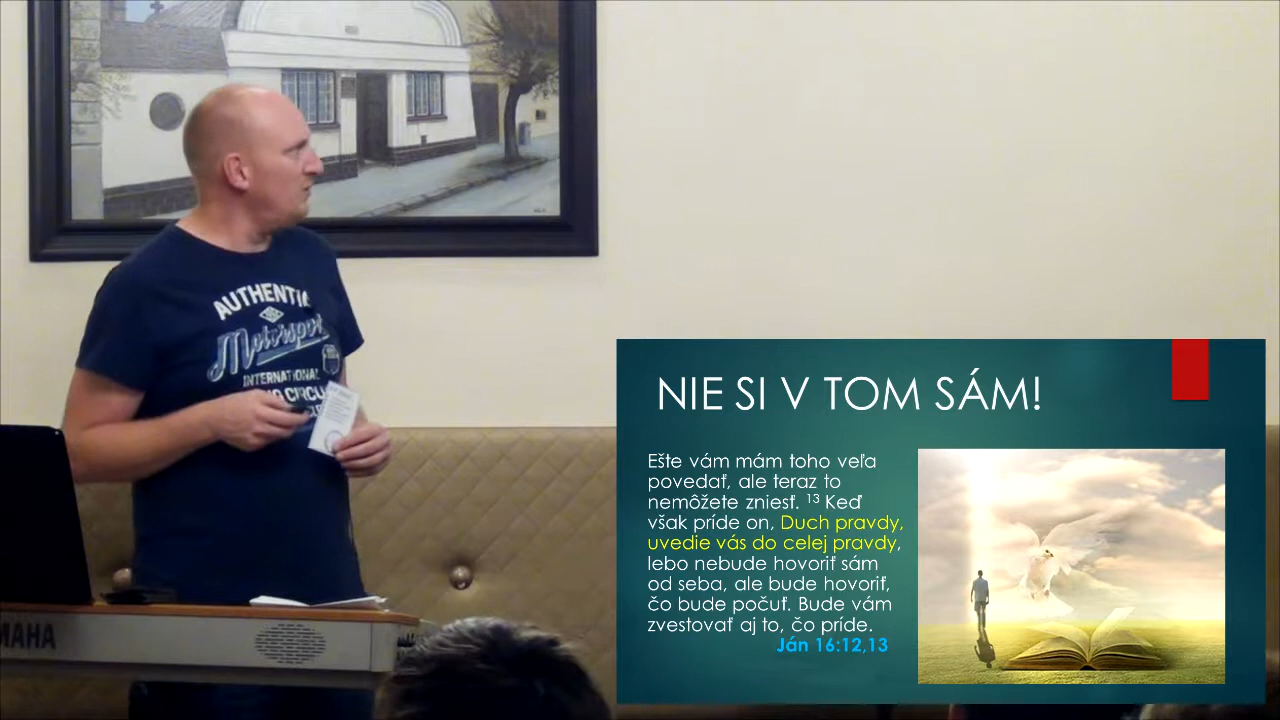 AUTHENTIC
Motorsport
INTERNATIONAL
CIRCU
YAMAHA
NIE SI V TOM SÁM!
Ešte vám mám toho veľa
povedať, ale teraz to
nemôžete zniesť. 13 Keď
však príde on, Duch pravdy,
uvedie vás do celej pravdy,
lebo nebude hovoriť sám
od seba, ale bude hovoriť,
čo bude počuť. Bude vám
zvestovať aj to, čo príde.
Ján 16:12,13